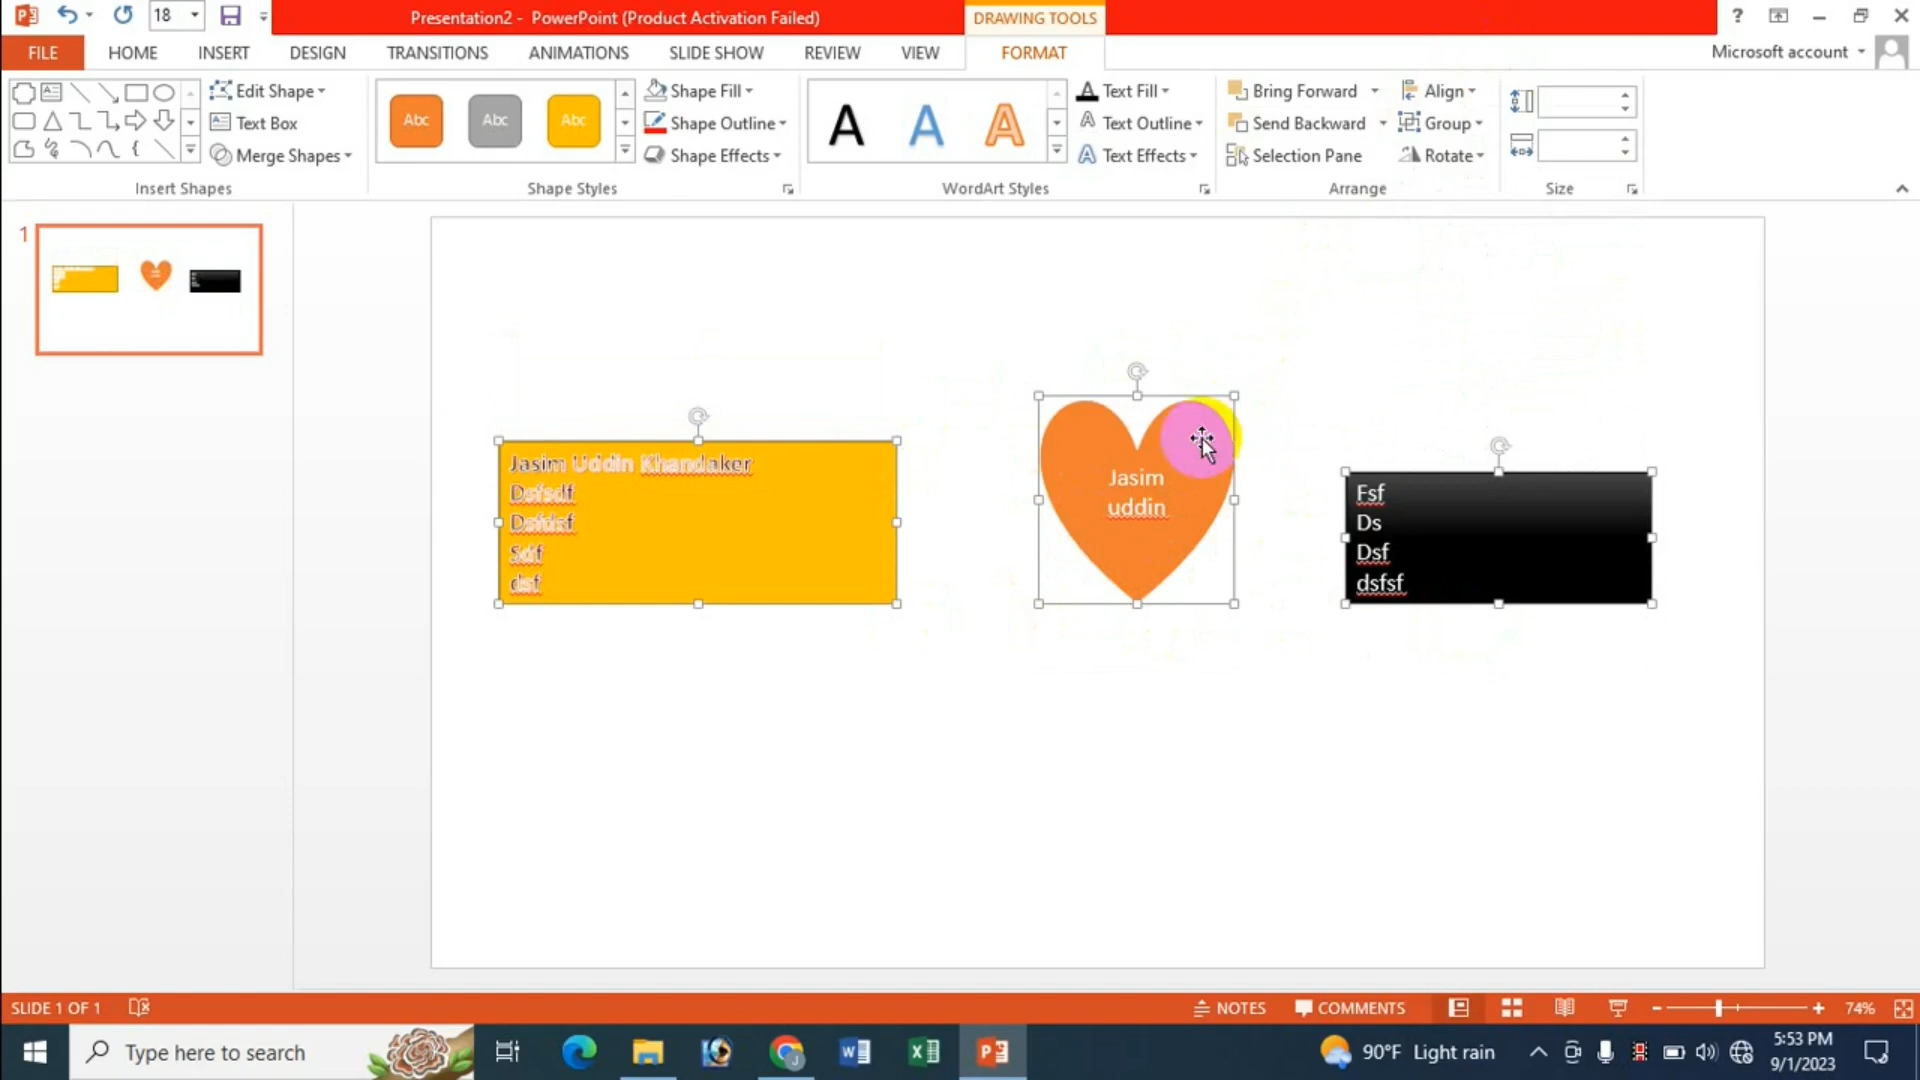 18
Presentation2 - PowerPoint (Product Activation Failed)
DRAWING TOOLS
?
FILE
HOME
INSERT
DESIGN
TRANSITIONS
ANIMATIONS
SLIDE SHOW
REVIEW
VIEW
FORMAT
Microsoft account
Edit Shape
Text Box
Merge Shapes
Insert Shapes
Abc
Abc
Abc
Shape Fill
Shape Outline
Shape Effects
Shape Styles
A
A
A
Text Fill
Text Outline
Text Effects
WordArt Styles
Bring Forward
Send Backward
Selection Pane
Align
Group
Rotate
Arrange
Size
1
Jasim Uddin Khandaker
Dsfsdf
Dsfdsf
Sdf
dsf
Jasim
uddin
Fsf
Ds
Dsf
dsfsf
SLIDE 1 OF 1
NOTES
COMMENTS
74%
Type here to search
90°F Light rain
5:53 PM
9/1/2023